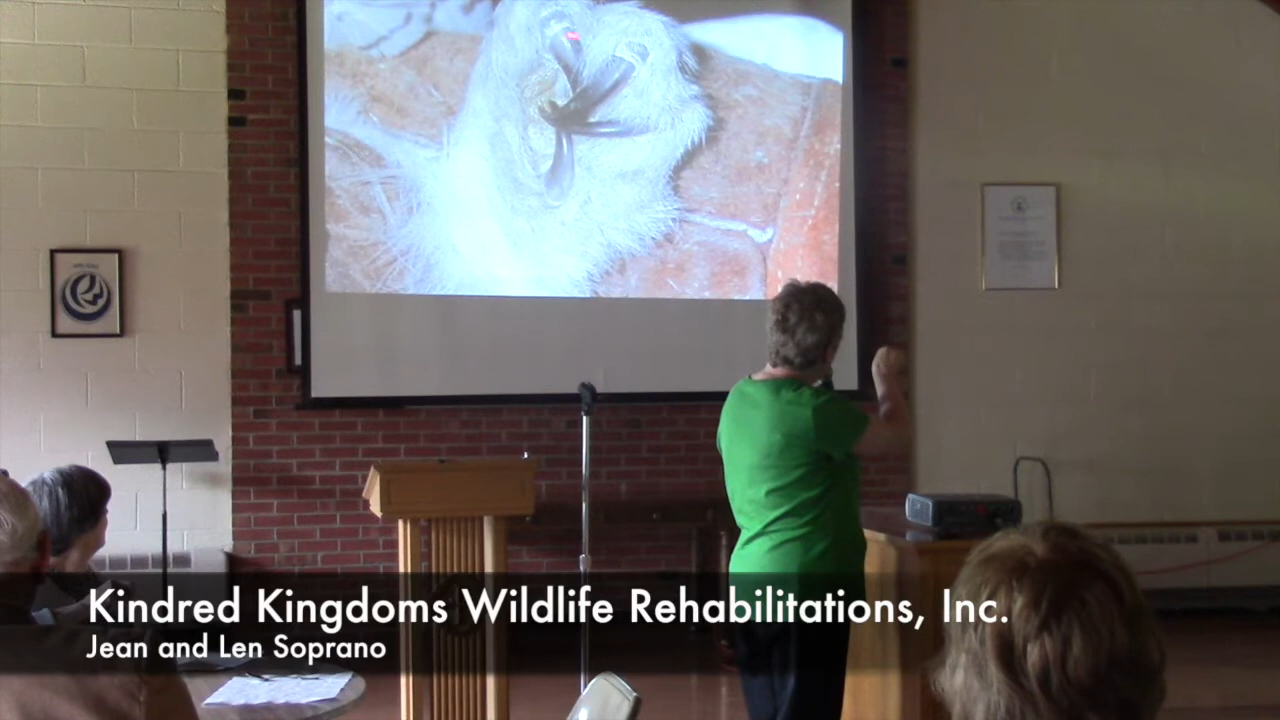 Kindred Kingdoms Wildlife Rehabilitations, Inc.
Jean and Len Soprano